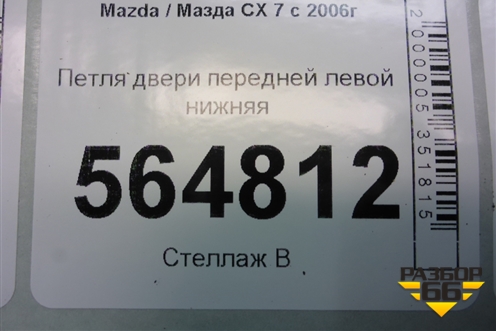 Mazda / Мазда CX 7 с 2006г
Петля двери передней левой
нижняя
564812
Стеллаж В
2000005351815
РАЗБОР
66